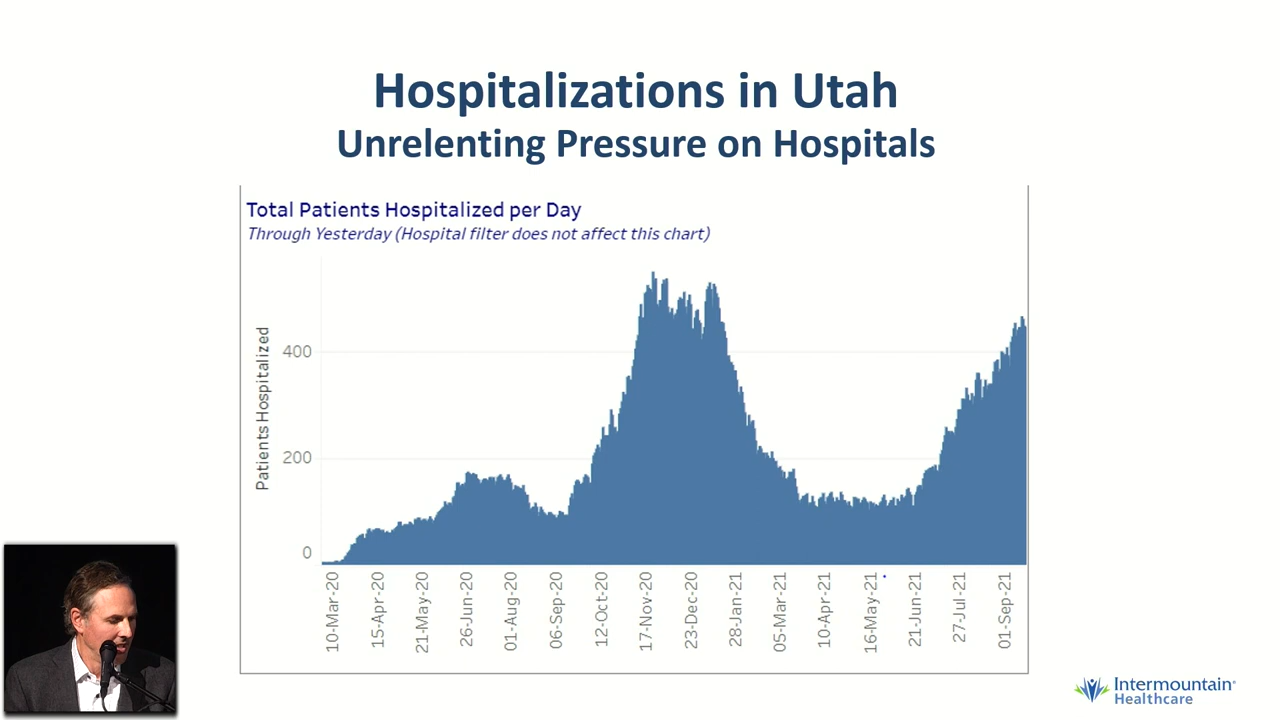 Hospitalizations in Utah
Unrelenting Pressure on Hospitals
Total Patients Hospitalized per Day
Through Yesterday (Hospital filter does not affect this chart)
Patients Hospitalized
400
200
0
10-Mar-20
15-Apr-20
21-May-20
26-Jun-20
01-Aug-20
06-Sep-20
12-Oct-20
17-Nov-20
23-Dec-20
28-Jan-21
05-Mar-21
10-Apr-21
16-May-21
21-Jun-21
27-Jul-21
01-Sep-21
Intermountain®
Healthcare